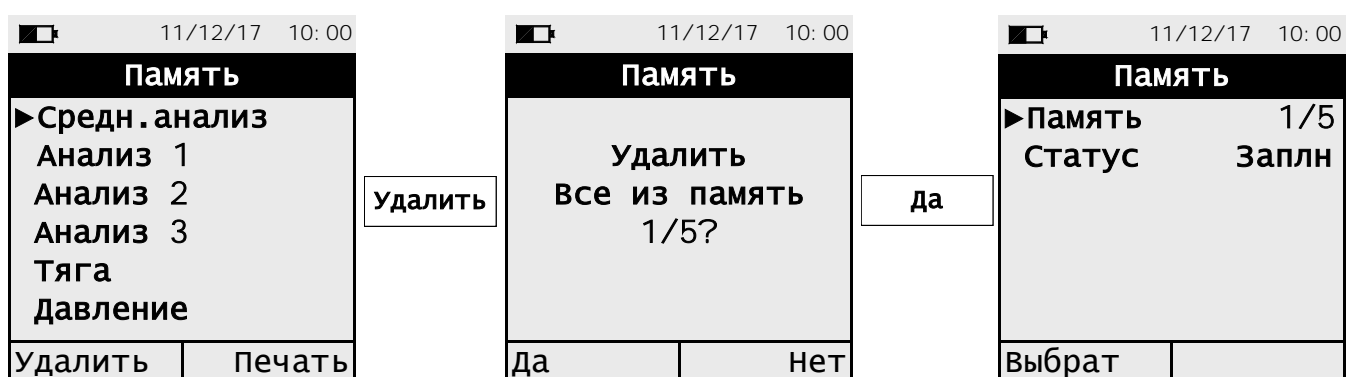 11/12/17 10:00
Память
►Средн.анализ
Анализ 1
Анализ 2
Анализ 3
Тяга
Давление
Удалить Печать
Удалить
11/12/17 10:00
Память
Удалить
Все из память
1/5?
Да Нет
Да
11/12/17 10:00
Память
►Память 1/5
Статус Заплн
Выбрат